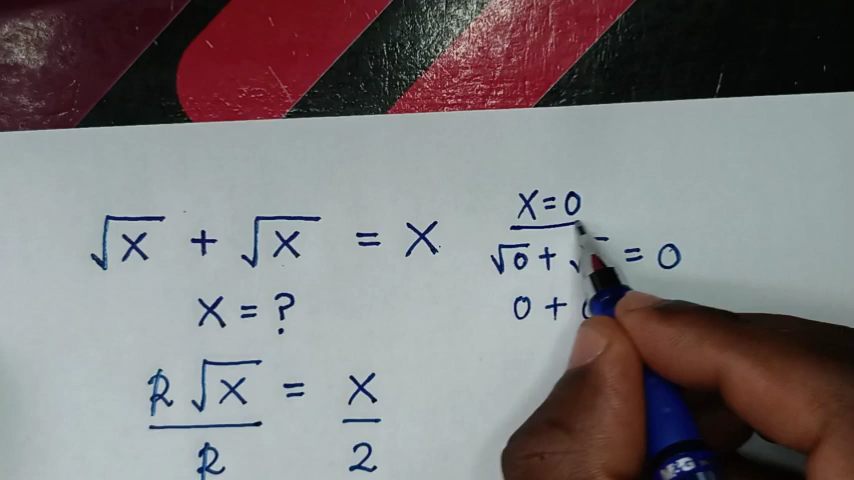 √x + √x = x
x = ?
2√x / 2 = x / 2
x = 0
√0 + √ = 0
0 + 
M&G